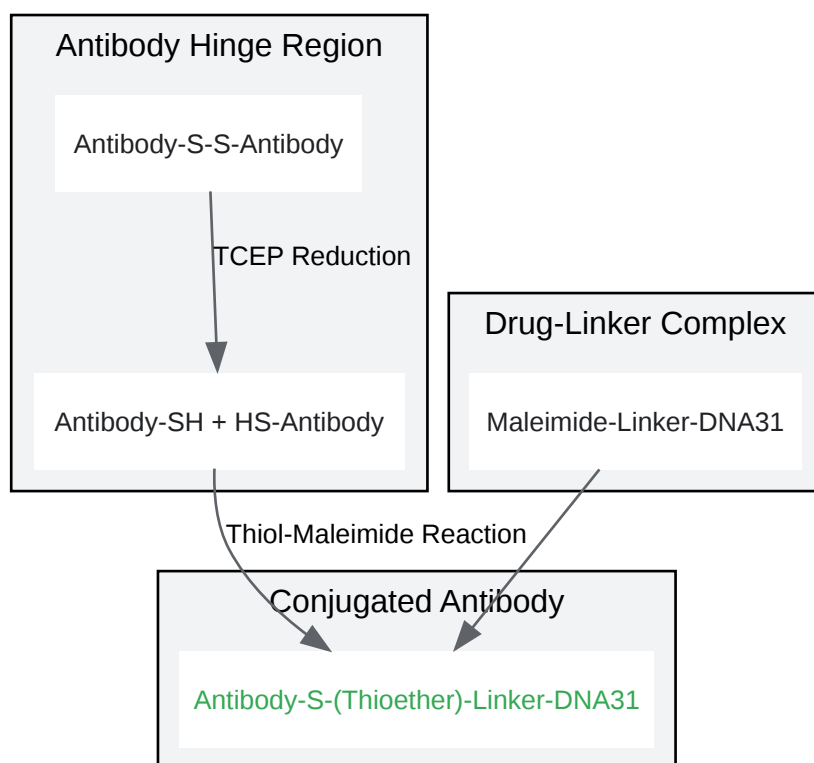 Antibody Hinge Region
Antibody-S-S-Antibody
TCEP Reduction
Drug-Linker Complex
Antibody-SH + HS-Antibody
Maleimide-Linker-DNA31
Thiol-Maleimide Reaction
Conjugated Antibody
Antibody-S-(Thioether)-Linker-DNA31